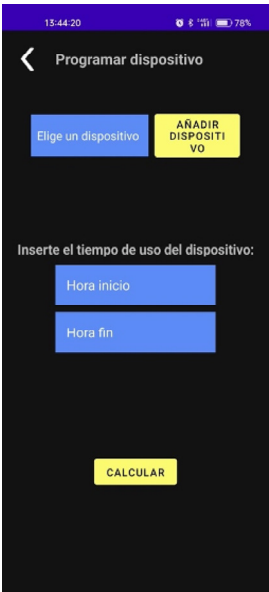 13:44:20 78%
Programar dispositivo
Elige un dispositivo
AÑADIR
DISPOSITI
VO
Inserte el tiempo de uso del dispositivo:
Hora inicio
Hora fin
CALCULAR